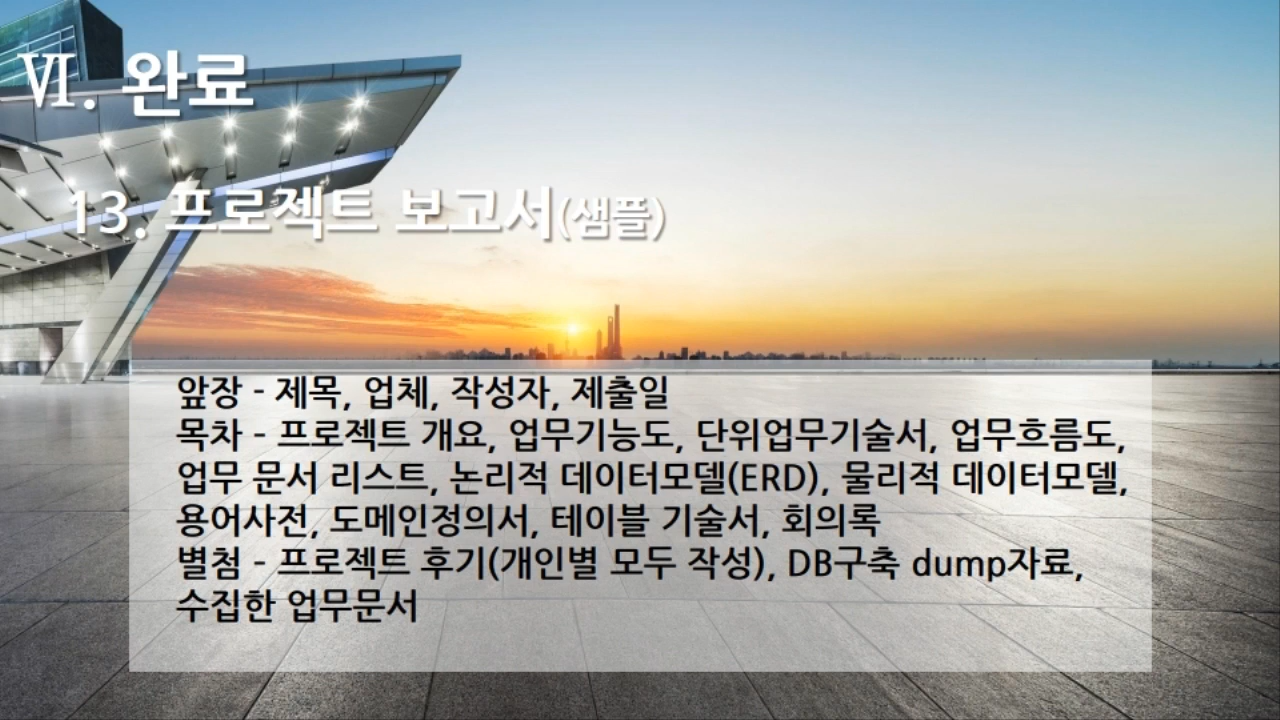 Ⅵ. 완료
13. 프로젝트 보고서(샘플)
앞장 - 제목, 업체, 작성자, 제출일
목차 - 프로젝트 개요, 업무기능도, 단위업무기술서, 업무흐름도,
업무 문서 리스트, 논리적 데이터모델(ERD), 물리적 데이터모델,
용어사전, 도메인정의서, 테이블 기술서, 회의록
별첨 - 프로젝트 후기(개인별 모두 작성), DB구축 dump자료,
수집한 업무문서